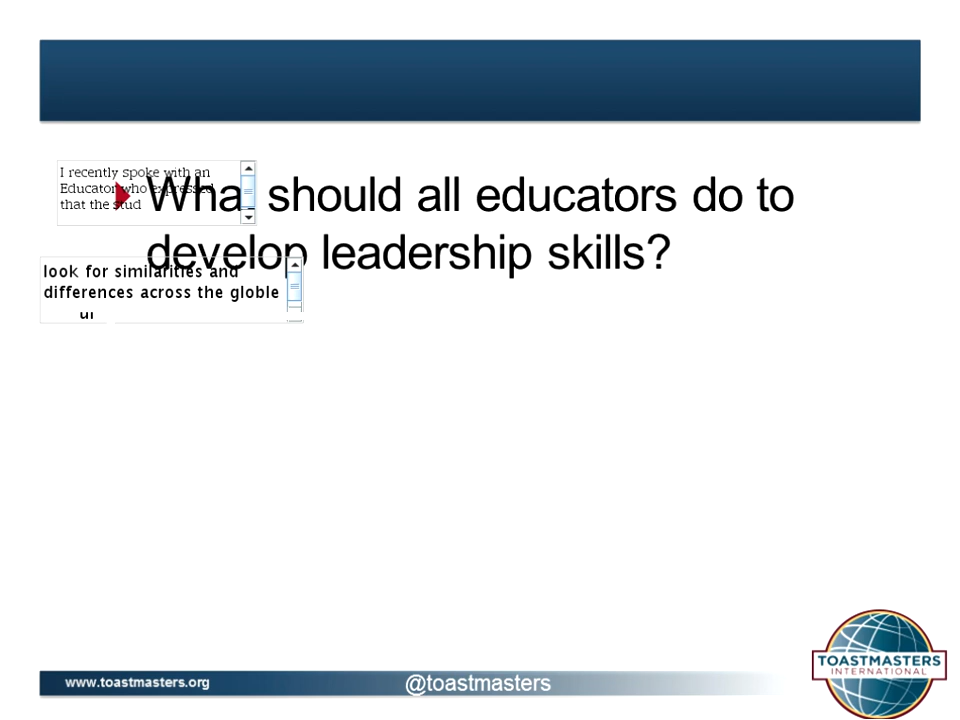 I recently spoke with an
Educator who expressed
that the stud
What should all educators do to
develop leadership skills?
look for similarities and
differences across the globle
www.toastmasters.org
@toastmasters
TOASTMASTERS
INTERNATIONAL